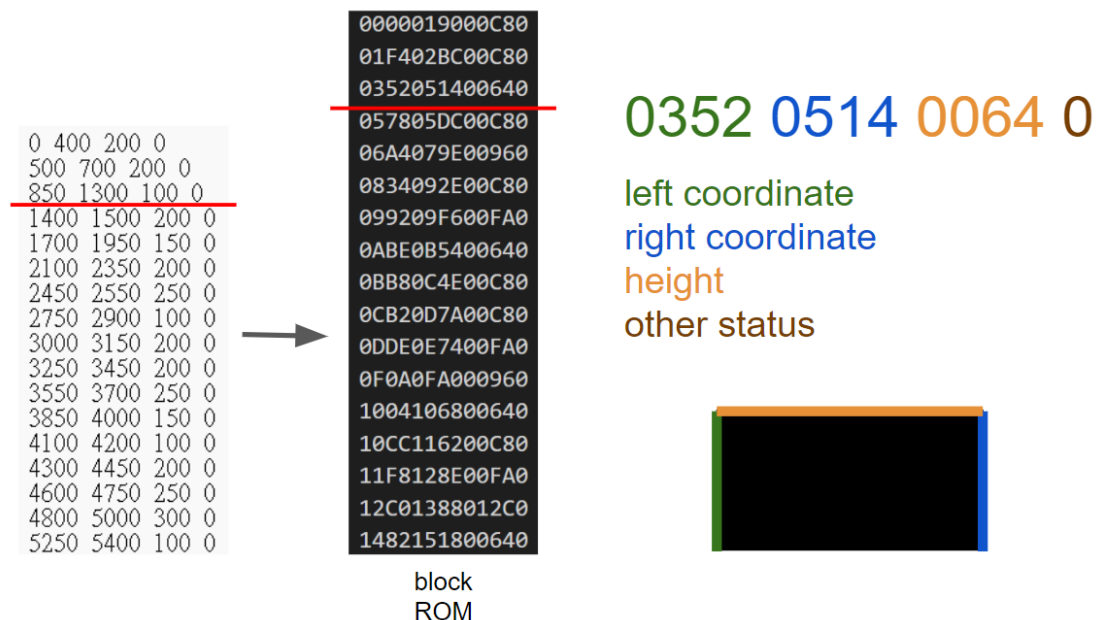 0 400 200 0
500 700 200 0
850 1300 100 0
1400 1500 200 0
1700 1950 150 0
2100 2350 200 0
2450 2550 250 0
2750 2900 100 0
3000 3150 200 0
3250 3450 200 0
3550 3700 250 0
3850 4000 150 0
4100 4200 100 0
4300 4450 200 0
4600 4750 250 0
4800 5000 300 0
5250 5400 100 0
0000019000C80
01F402BC00C80
0352051400640
057805DC00C80
06A4079E00960
0834092E00C80
099209F600FA0
0ABE0B5400640
0BB80C4E00C80
0CB20D7A00C80
0DDE0E7400FA0
0F0A0FA000960
1004106800640
10CC116200C80
11F8128E00FA0
12C01388012C0
1482151800640
block
ROM
0352 0514 0064 0
left coordinate
right coordinate
height
other status